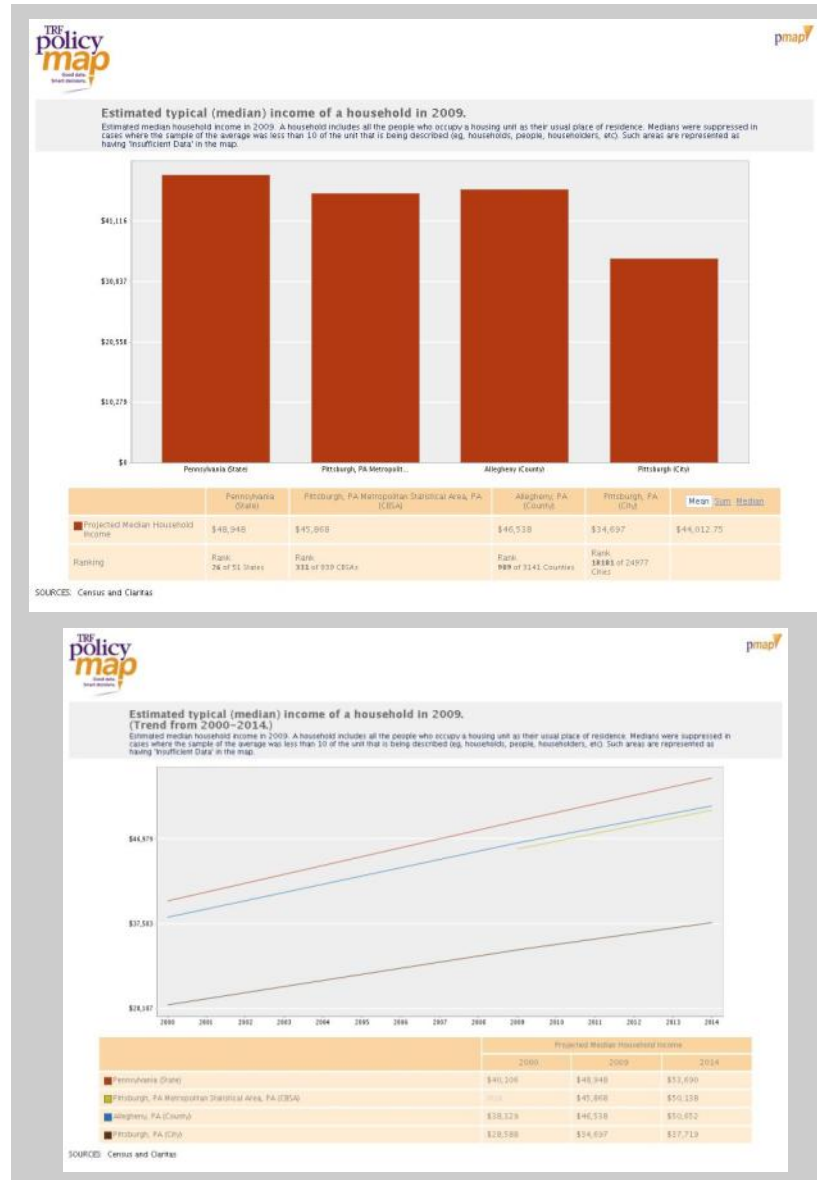 TRF
policy
map
Good data.
Smart decisions.
pmap
Estimated typical (median) income of a household in 2009.
Estimated median household income in 2009. A household includes all the people who occupy a housing unit as their usual place of residence. Medians were suppressed in
cases where the sample of the average was less than 10 of the unit that is being described (eg, households, people, householders, etc). Such areas are represented as
having 'Insufficient Data' in the map.
$41,116
$30,837
$20,558
$10,279
$0
Pennsylvania (State)
Pittsburgh, PA Metropolit...
Allegheny (County)
Pittsburgh (City)
Pennsylvania (State)
Pittsburgh, PA Metropolitan Statistical Area, PA (CBSA)
Allegheny, PA (County)
Pittsburgh, PA (City)
Mean Sum Median
Projected Median Household Income
$48,948
$45,868
$46,538
$34,697
$44,012.75
Ranking
Rank 26 of 51 States
Rank 331 of 939 CBSAs
Rank 909 of 3141 Counties
Rank 10101 of 24977 Cities
SOURCES: Census and Claritas
TRF
policy
map
Good data.
Smart decisions.
pmap
Estimated typical (median) income of a household in 2009.
(Trend from 2000-2014.)
Estimated median household income in 2009. A household includes all the people who occupy a housing unit as their usual place of residence. Medians were suppressed in
cases where the sample of the average was less than 10 of the unit that is being described (eg, households, people, householders, etc). Such areas are represented as
having 'Insufficient Data' in the map.
$46,979
$37,583
$28,187
2000 2001 2002 2003 2004 2005 2006 2007 2008 2009 2010 2011 2012 2013 2014
Projected Median Household Income
2000 2009 2014
Pennsylvania (State) $40,106 $48,948 $53,690
Pittsburgh, PA Metropolitan Statistical Area, PA (CBSA) $45,868 $50,138
Allegheny, PA (County) $38,329 $46,538 $50,652
Pittsburgh, PA (City) $28,588 $34,697 $37,719
SOURCES: Census and Claritas